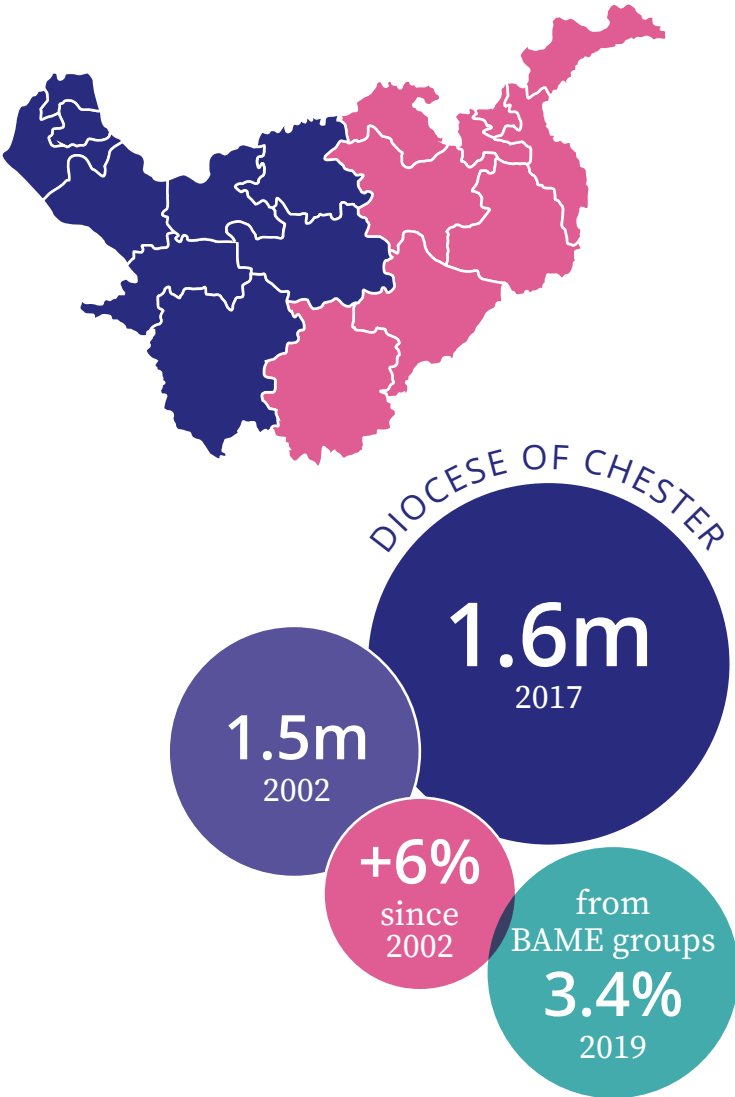 DIOCESE OF CHESTER
1.6m
2017
1.5m
2002
+6%
since
2002
from
BAME groups
3.4%
2019